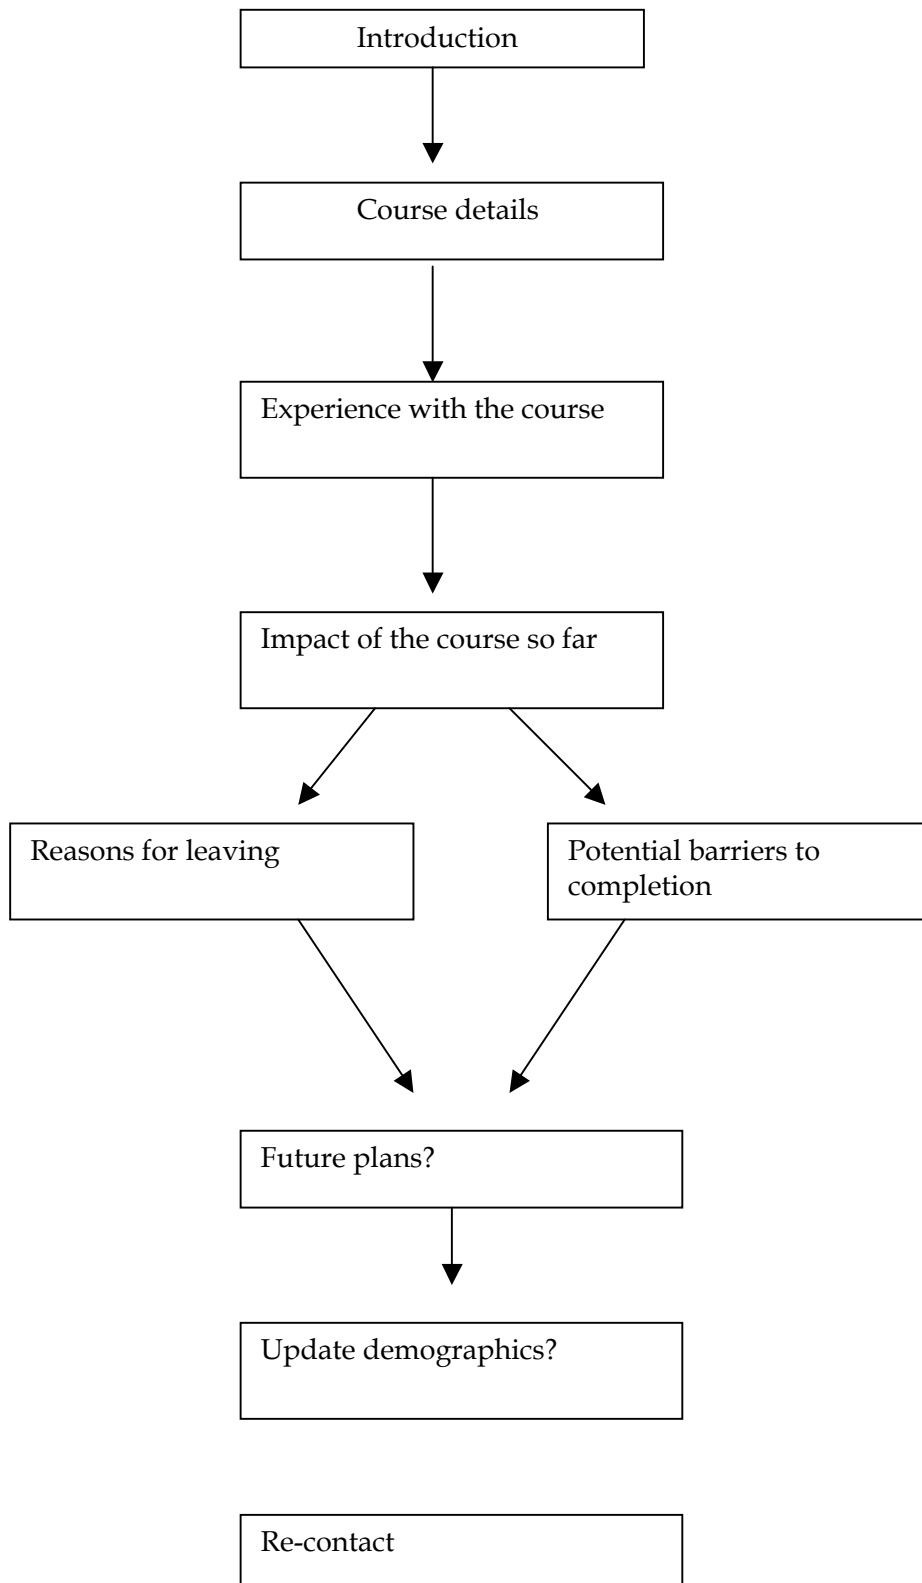 Introduction
Course details
Experience with the course
Impact of the course so far
Reasons for leaving
Potential barriers to
completion
Future plans?
Update demographics?
Re-contact